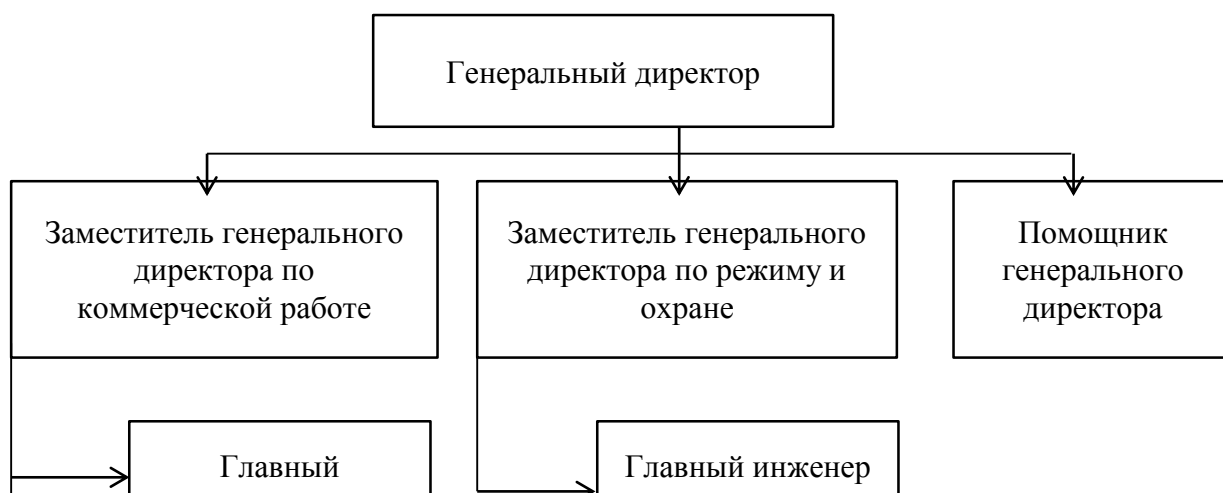 Генеральный директор
Заместитель генерального
директора по
коммерческой работе
Заместитель генерального
директора по режиму и
охране
Помощник
генерального
директора
Главный
Главный инженер